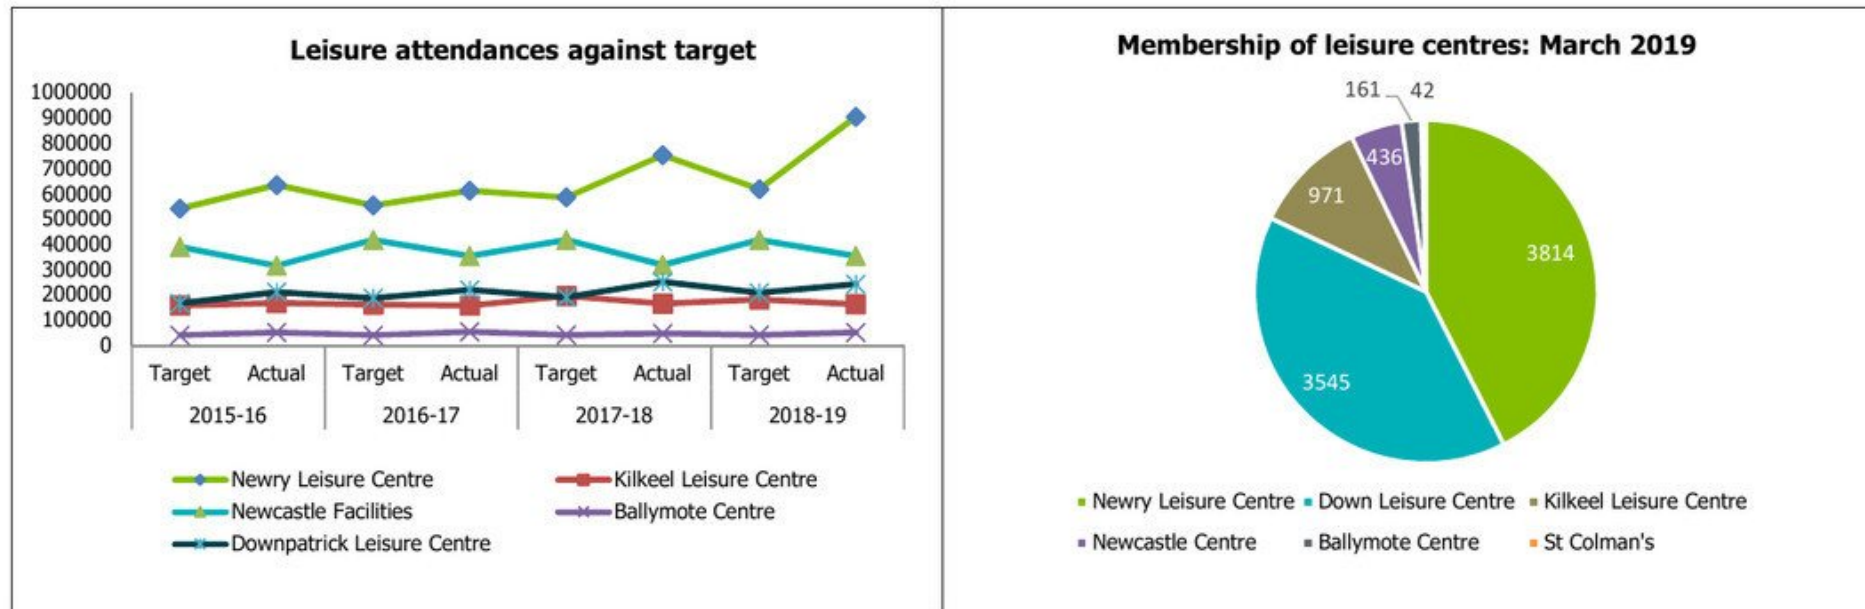 Leisure attendances against target
1000000
900000
800000
700000
600000
500000
400000
300000
200000
100000
0
Target Actual Target Actual Target Actual Target Actual
2015-16 2016-17 2017-18 2018-19
Newry Leisure Centre Kilkeel Leisure Centre
Newcastle Facilities Ballymote Centre
Downpatrick Leisure Centre
Membership of leisure centres: March 2019
161 42
436
971
3814
3545
Newry Leisure Centre Down Leisure Centre Kilkeel Leisure Centre
Newcastle Centre Ballymote Centre St Colman's